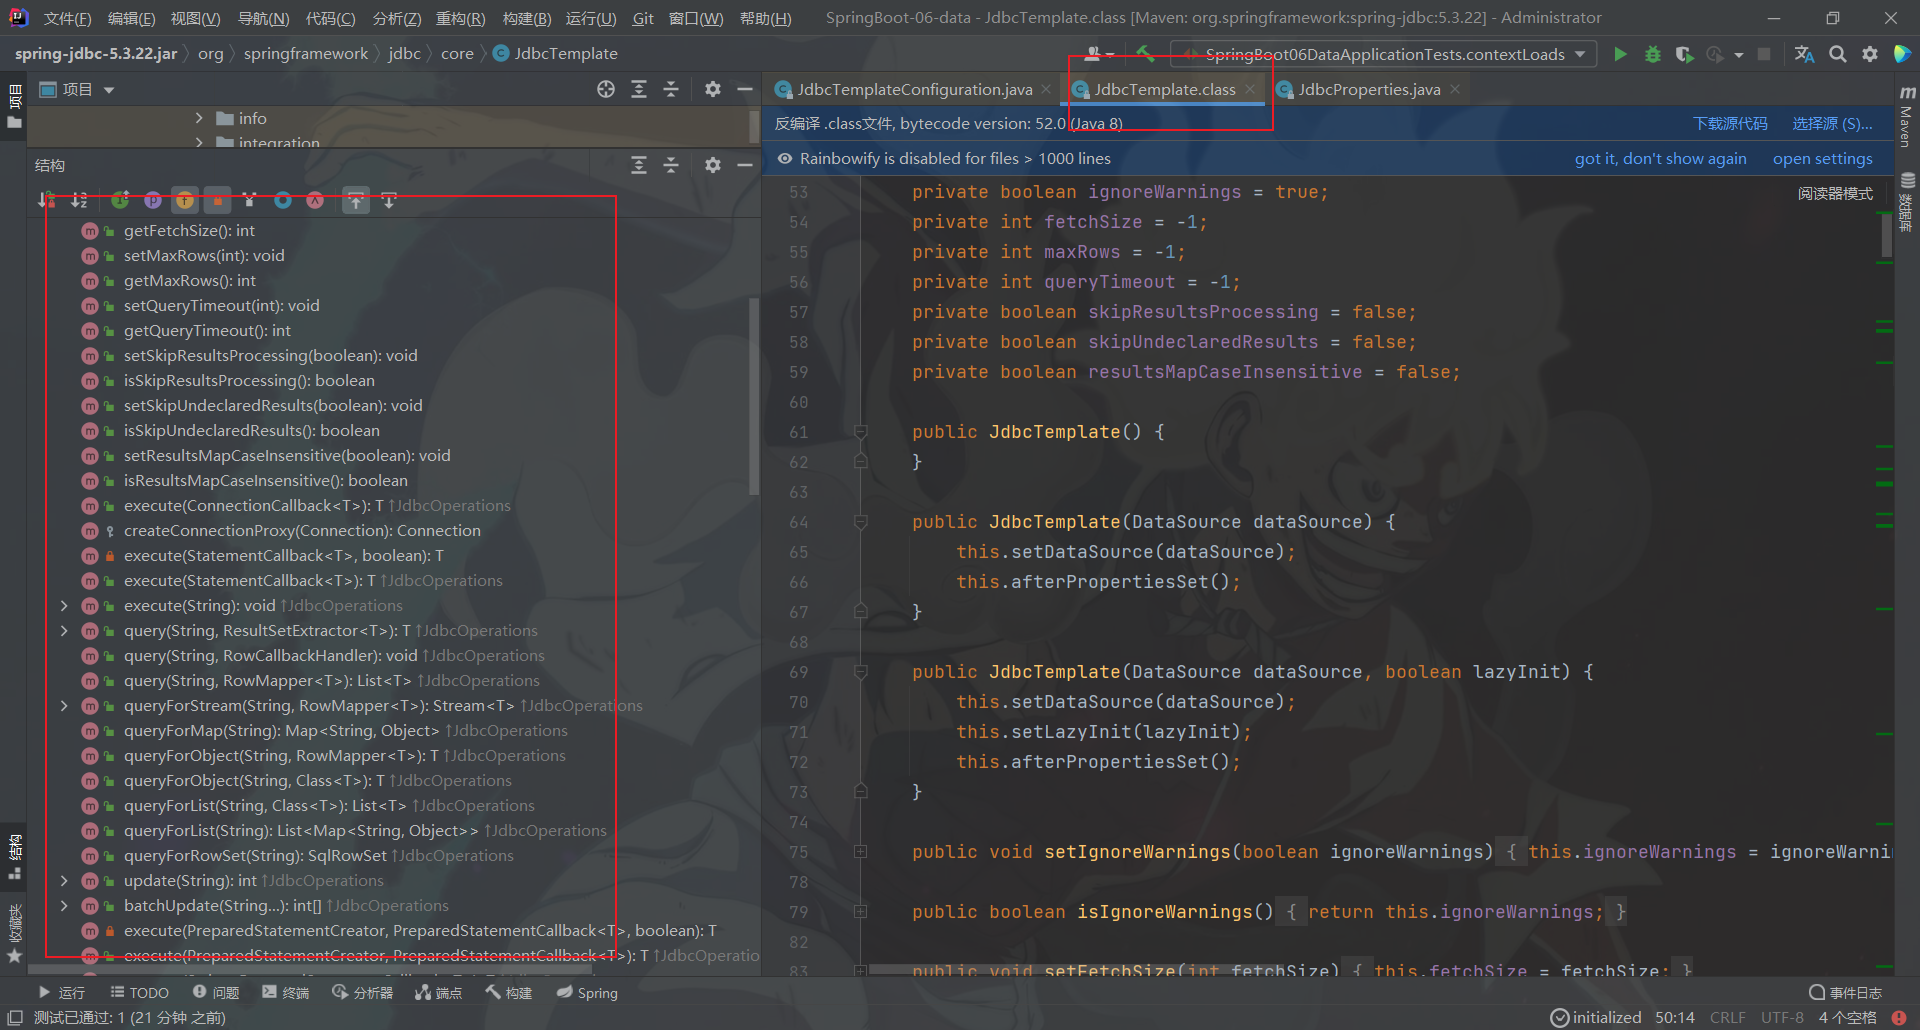 文件(F) 编辑(E) 视图(V) 导航(N) 代码(C) 分析(Z) 重构(R) 构建(B) 运行(U) Git 窗口(W) 帮助(H) SpringBoot-06-data - JdbcTemplate.class [Maven: org.springframework:spring-jdbc:5.3.22] - Administrator
spring-jdbc-5.3.22.jar org springframework jdbc core JdbcTemplate SpringBoot06DataApplicationTests.contextLoads
项目
info
integration
结构
getFetchSize(): int
setMaxRows(int): void
getMaxRows(): int
setQueryTimeout(int): void
getQueryTimeout(): int
setSkipResultsProcessing(boolean): void
isSkipResultsProcessing(): boolean
setSkipUndeclaredResults(boolean): void
isSkipUndeclaredResults(): boolean
setResultsMapCaseInsensitive(boolean): void
isResultsMapCaseInsensitive(): boolean
execute(ConnectionCallback<T>): T ↑JdbcOperations
createConnectionProxy(Connection): Connection
execute(StatementCallback<T>, boolean): T
execute(StatementCallback<T>): T ↑JdbcOperations
execute(String): void ↑JdbcOperations
query(String, ResultSetExtractor<T>): T ↑JdbcOperations
query(String, RowCallbackHandler): void ↑JdbcOperations
query(String, RowMapper<T>): List<T> ↑JdbcOperations
queryForStream(String, RowMapper<T>): Stream<T> ↑JdbcOperations
queryForMap(String): Map<String, Object> ↑JdbcOperations
queryForObject(String, RowMapper<T>): T ↑JdbcOperations
queryForObject(String, Class<T>): T ↑JdbcOperations
queryForList(String, Class<T>): List<T> ↑JdbcOperations
queryForList(String): List<Map<String, Object>> ↑JdbcOperations
queryForRowSet(String): SqlRowSet ↑JdbcOperations
update(String): int ↑JdbcOperations
batchUpdate(String...): int[] ↑JdbcOperations
execute(PreparedStatementCreator, PreparedStatementCallback<T>, boolean): T
execute(PreparedStatementCreator, PreparedStatementCallback<T>): T ↑JdbcOperatio
JdbcTemplateConfiguration.java JdbcTemplate.class JdbcProperties.java
反编译 .class文件, bytecode version: 52.0 (Java 8) 下载源代码 选择源 (S)...
Rainbowify is disabled for files > 1000 lines got it, don't show again open settings
阅读器模式
53 private boolean ignoreWarnings = true;
54 private int fetchSize = -1;
55 private int maxRows = -1;
56 private int queryTimeout = -1;
57 private boolean skipResultsProcessing = false;
58 private boolean skipUndeclaredResults = false;
59 private boolean resultsMapCaseInsensitive = false;
60
61 public JdbcTemplate() {
62 }
63
64 public JdbcTemplate(DataSource dataSource) {
65 this.setDataSource(dataSource);
66 this.afterPropertiesSet();
67 }
68
69 public JdbcTemplate(DataSource dataSource, boolean lazyInit) {
70 this.setDataSource(dataSource);
71 this.setLazyInit(lazyInit);
72 this.afterPropertiesSet();
73 }
74
75 public void setIgnoreWarnings(boolean ignoreWarnings) { this.ignoreWarnings = ignoreWarni
78
79 public boolean isIgnoreWarnings() { return this.ignoreWarnings; }
82
83 public void setFetchSize(int fetchSize) { this.fetchSize = fetchSize; }
项目
结构
收藏夹
Maven
数据库
运行 TODO 问题 终端 分析器 端点 构建 Spring 事件日志
测试已通过: 1 (21 分钟 之前) initialized 50:14 CRLF UTF-8 4 个空格